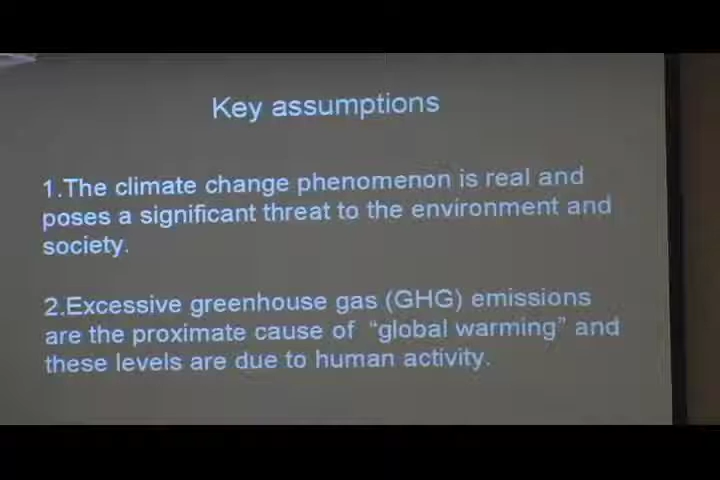 Key assumptions
1.The climate change phenomenon is real and
poses a significant threat to the environment and
society.
2.Excessive greenhouse gas (GHG) emissions
are the proximate cause of “global warming” and
these levels are due to human activity.